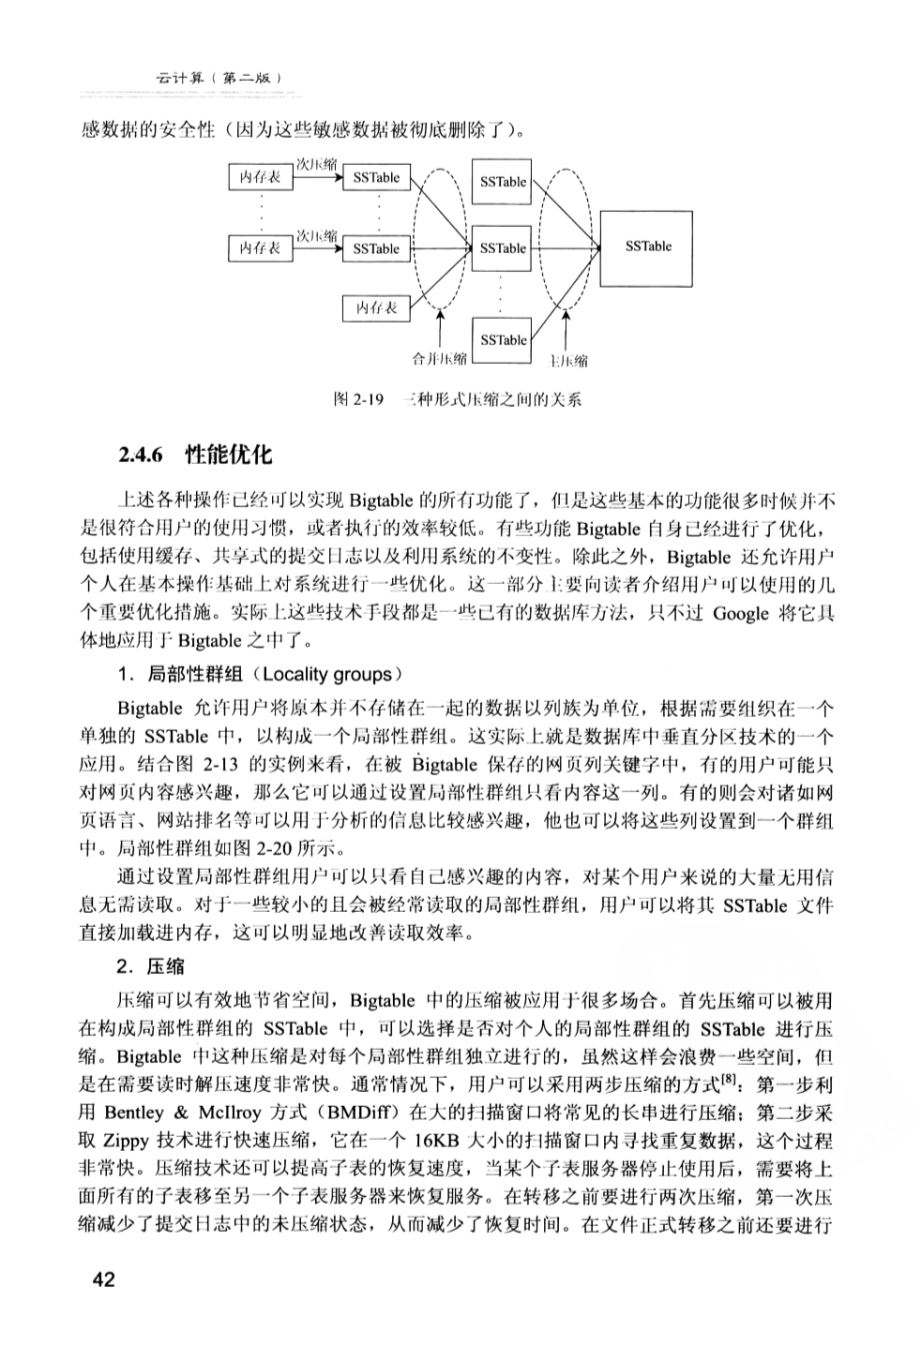 云计算（第二版）
感数据的安全性（因为这些敏感数据被彻底删除了）。
内存表
次压缩
SSTable
SSTable
内存表
次压缩
SSTable
SSTable
SSTable
内存表
SSTable
合并压缩
主压缩
图 2-19 三种形式压缩之间的关系
2.4.6 性能优化
上述各种操作已经可以实现 Bigtable 的所有功能了，但是这些基本的功能很多时候并不
是很符合用户的使用习惯，或者执行的效率较低。有些功能 Bigtable 自身已经进行了优化，
包括使用缓存、共享式的提交日志以及利用系统的不变性。除此之外，Bigtable 还允许用户
个人在基本操作基础上对系统进行一些优化。这一部分主要向读者介绍用户可以使用的几
个重要优化措施。实际上这些技术手段都是一些已有的数据库方法，只不过 Google 将它具
体地应用于 Bigtable 之中了。
1．局部性群组（Locality groups）
Bigtable 允许用户将原本并不存储在一起的数据以列族为单位，根据需要组织在一个
单独的 SSTable 中，以构成一个局部性群组。这实际上就是数据库中垂直分区技术的一个
应用。结合图 2-13 的实例来看，在被 Bigtable 保存的网页列关键字中，有的用户可能只
对网页内容感兴趣，那么它可以通过设置局部性群组只看内容这一列。有的则会对诸如网
页语言、网站排名等可以用于分析的信息比较感兴趣，他也可以将这些列设置到一个群组
中。局部性群组如图 2-20 所示。
通过设置局部性群组用户可以只看自己感兴趣的内容，对某个用户来说的大量无用信
息无需读取。对于一些较小的且会被经常读取的局部性群组，用户可以将其 SSTable 文件
直接加载进内存，这可以明显地改善读取效率。
2．压缩
压缩可以有效地节省空间，Bigtable 中的压缩被应用于很多场合。首先压缩可以被用
在构成局部性群组的 SSTable 中，可以选择是否对个人的局部性群组的 SSTable 进行压
缩。Bigtable 中这种压缩是对每个局部性群组独立进行的，虽然这样会浪费一些空间，但
是在需要读时解压速度非常快。通常情况下，用户可以采用两步压缩的方式[8]：第一步利
用 Bentley & McIlroy 方式（BMDiff）在大的扫描窗口将常见的长串进行压缩；第二步采
取 Zippy 技术进行快速压缩，它在一个 16KB 大小的扫描窗口内寻找重复数据，这个过程
非常快。压缩技术还可以提高子表的恢复速度，当某个子表服务器停止使用后，需要将上
面所有的子表移至另一个子表服务器来恢复服务。在转移之前要进行两次压缩，第一次压
缩减少了提交日志中的未压缩状态，从而减少了恢复时间。在文件正式转移之前还要进行
42